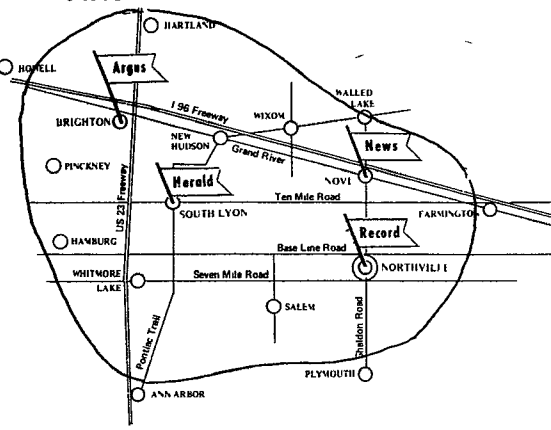 HARTLAND
HOWELL
Argus
I 96 Freeway
WALLED
LAKE
WIXOM
BRIGHTON
NEW
HUDSON
News
Grand River
PINCKNEY
Herald
NOVI
US 23 Freeway
Ten Mile Road
SOUTH LYON
FARMINGTON
Record
HAMBURG
Base Line Road
NORTHVILLE
WHITMORE
LAKE
Seven Mile Road
SALEM
Pontiac Trail
Sheldon Road
PLYMOUTH
ANN ARBOR